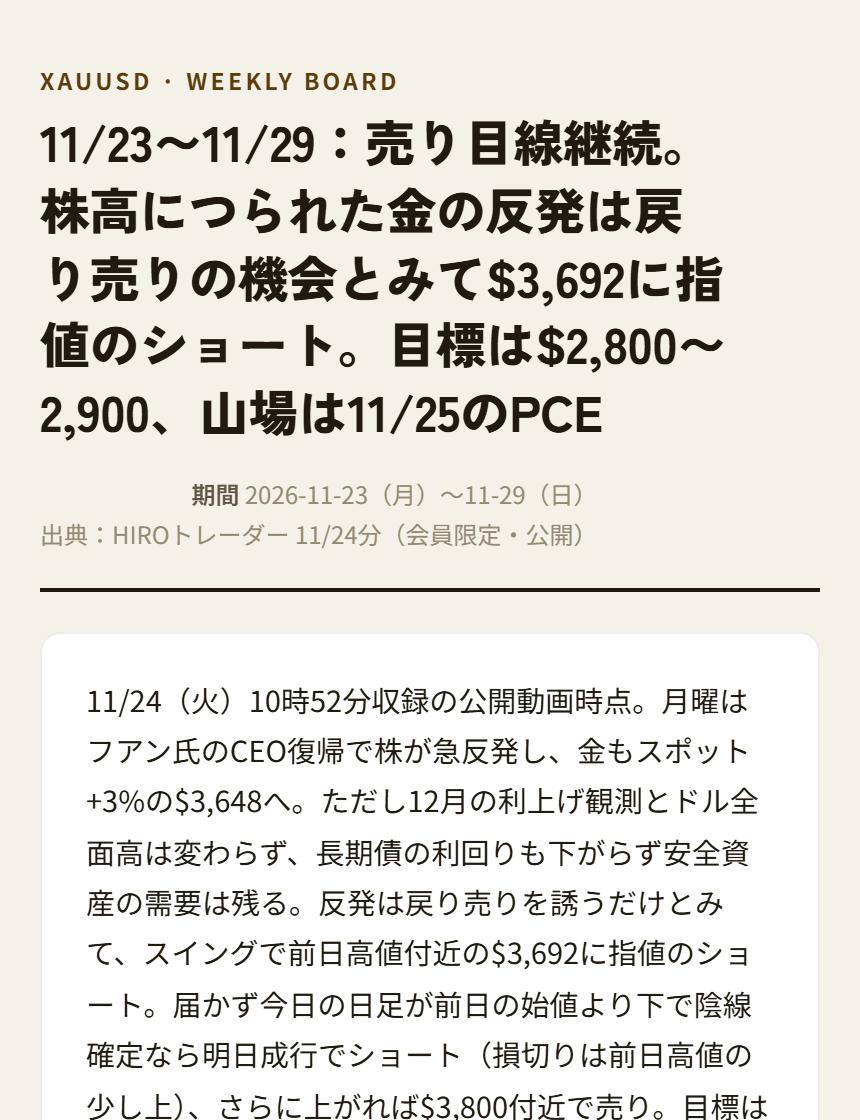 XAUUSD · WEEKLY BOARD
11/23〜11/29：売り目線継続。
株高につられた金の反発は戻
り売りの機会とみて$3,692に指
値のショート。目標は$2,800〜
2,900、山場は11/25のPCE
期間 2026-11-23（月）〜11-29（日）
出典：HIROトレーダー 11/24分（会員限定・公開）
11/24（火）10時52分収録の公開動画時点。月曜は
フアン氏のCEO復帰で株が急反発し、金もスポット
+3%の$3,648へ。ただし12月の利上げ観測とドル全
面高は変わらず、長期債の利回りも下がらず安全資
産の需要は残る。反発は戻り売りを誘うだけとみ
て、スイングで前日高値付近の$3,692に指値のショ
ート。届かず今日の日足が前日の始値より下で陰線
確定なら明日成行でショート（損切りは前日高値の
少し上）、さらに上がれば$3,800付近で売り。目標は